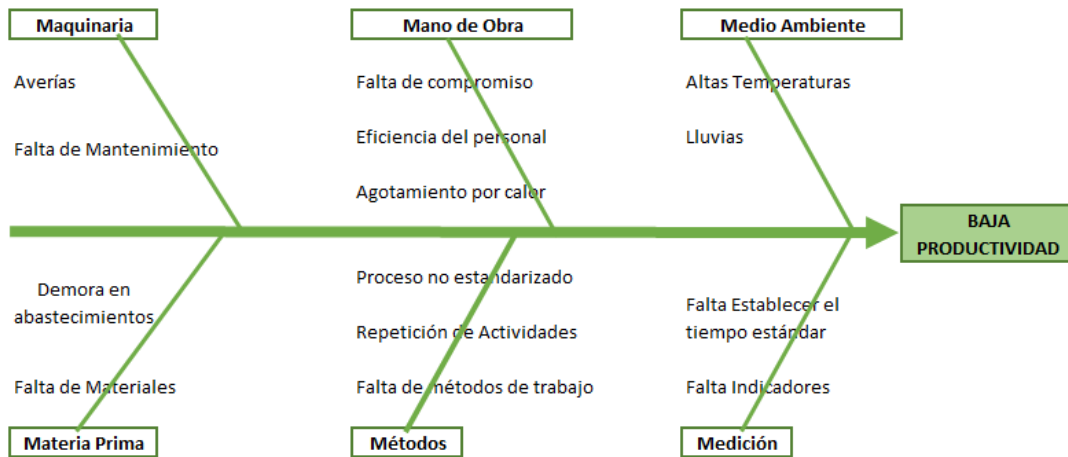 Maquinaria
Mano de Obra
Medio Ambiente
Averías
Falta de compromiso
Altas Temperaturas
Falta de Mantenimiento
Eficiencia del personal
Lluvias
Agotamiento por calor
BAJA
PRODUCTIVIDAD
Demora en
abastecimientos
Proceso no estandarizado
Falta Establecer el
tiempo estándar
Repetición de Actividades
Falta de Materiales
Falta de métodos de trabajo
Falta Indicadores
Materia Prima
Métodos
Medición